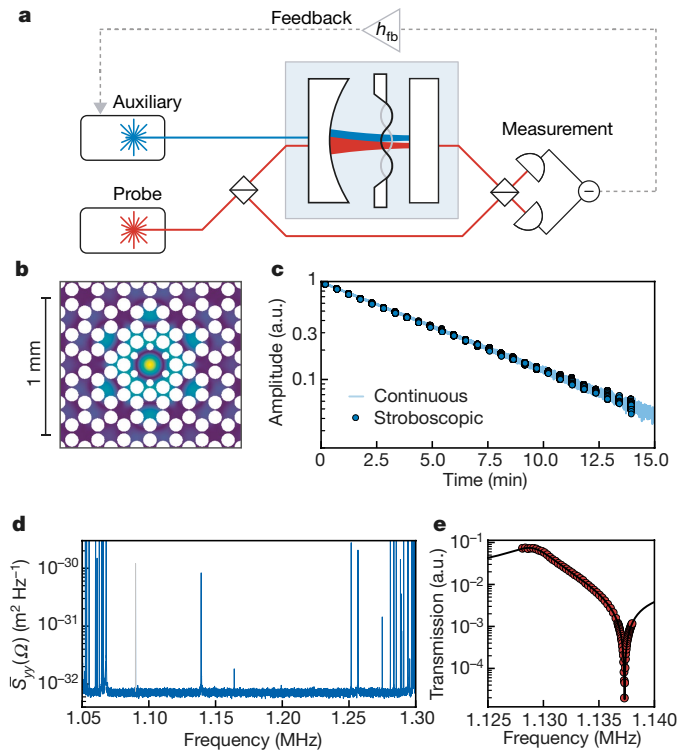 a
Feedback
h_fb
Auxiliary
Measurement
Probe
−
b
1 mm
c
Amplitude (a.u.)
1
0.3
0.1
Continuous
Stroboscopic
0 2.5 5.0 7.5 10.0 12.5 15.0
Time (min)
d
S̅_yy(Ω) (m² Hz⁻¹)
10⁻³⁰
10⁻³¹
10⁻³²
1.05 1.10 1.15 1.20 1.25 1.30
Frequency (MHz)
e
Transmission (a.u.)
10⁻¹
10⁻²
10⁻³
10⁻⁴
1.125 1.130 1.135 1.140
Frequency (MHz)